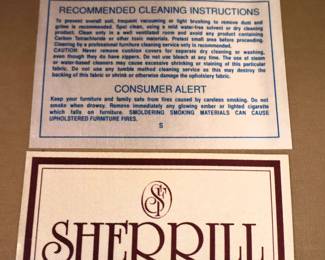 RECOMMENDED CLEANING INSTRUCTIONS
To prevent overall soil, frequent vacuuming or light brushing to remove dust and
grime is recommended. Spot clean, using a mild water-free solvent or dry cleaning
product. Clean only in a well ventilated room and avoid any product containing
Carbon Tetrachloride or other toxic materials. Pretest small area before proceeding.
Cleaning by a professional furniture cleaning service only is recommended.
CAUTION: Never remove cushion covers for separate dry cleaning or washing,
even though they do have zippers. Do not use bleach at any time. The use of steam
or water-based cleaners may cause excessive shrinking or staining of this particular
fabric. Do not use any tumble cleaning service as this may destroy the
backing of this fabric or shrink or otherwise damage the upholstery fabric.
CONSUMER ALERT
Keep your furniture and family safe from fires caused by careless smoking. Do not
smoke when drowsy. Remove immediately any glowing ember or lighted cigarette
which falls on furniture. SMOLDERING SMOKING MATERIALS CAN CAUSE
UPHOLSTERED FURNITURE FIRES.
S
SHERRILL